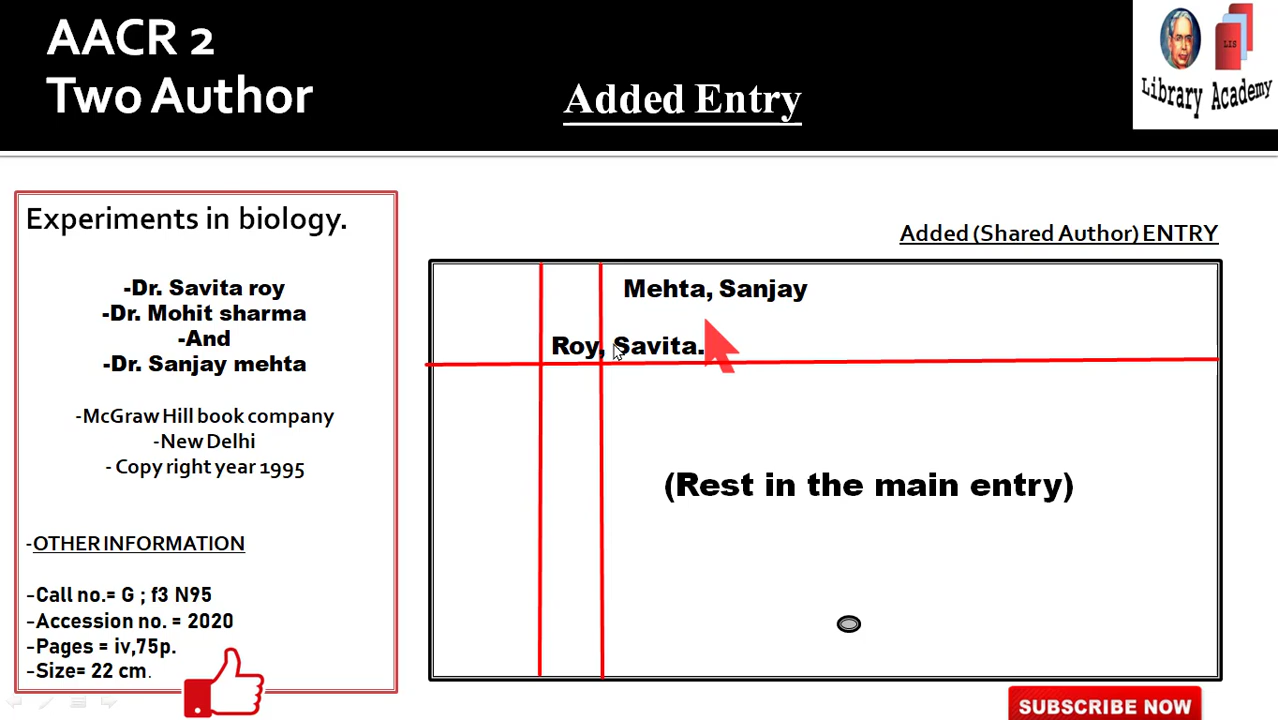 AACR 2
Two Author
Added Entry
LIS
Library Academy
Experiments in biology.
-Dr. Savita roy
-Dr. Mohit sharma
-And
-Dr. Sanjay mehta
-McGraw Hill book company
-New Delhi
- Copy right year 1995
-OTHER INFORMATION
-Call no.= G ; f3 N95
-Accession no. = 2020
-Pages = iv,75p.
-Size= 22 cm.
Added (Shared Author) ENTRY
Mehta, Sanjay
Roy, Savita.
(Rest in the main entry)
SUBSCRIBE NOW